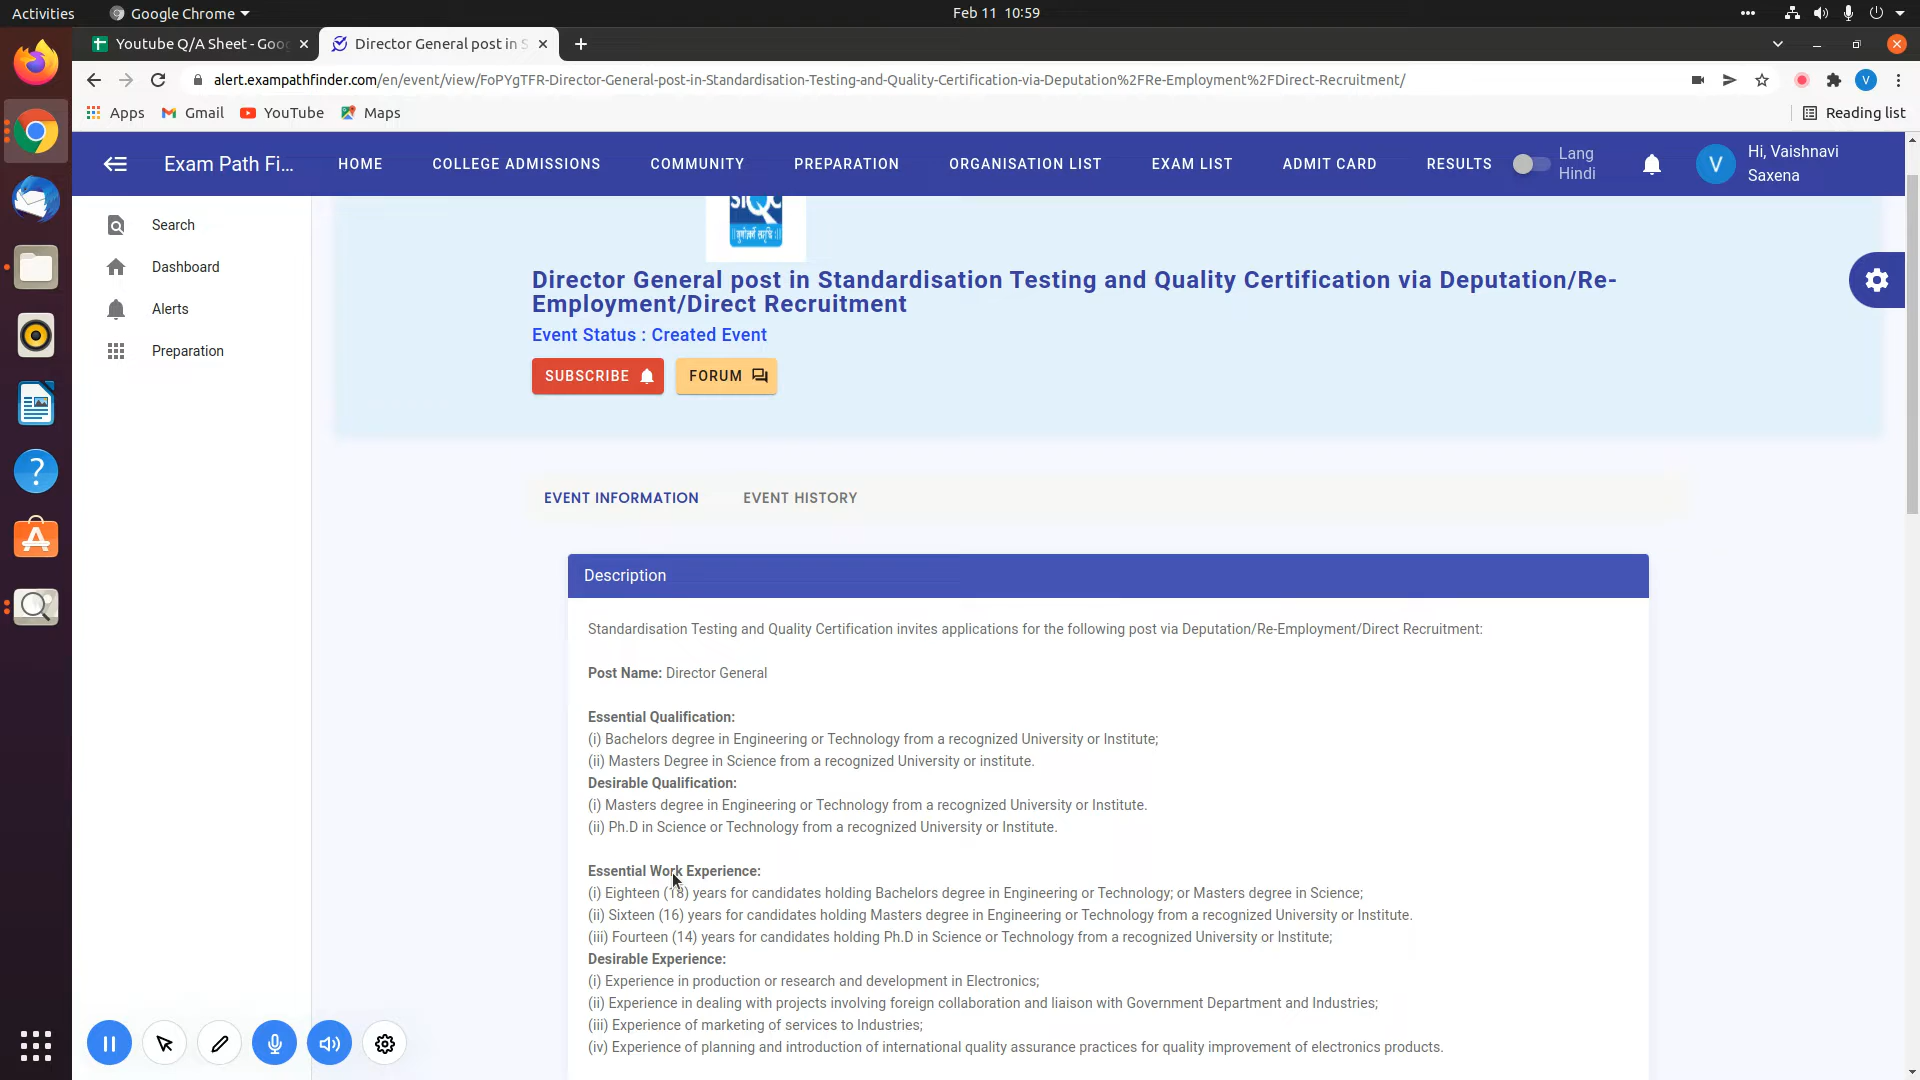 Activities
Google Chrome
Feb 11 10:59
Youtube Q/A Sheet - Goo
Director General post in S
alert.exampathfinder.com/en/event/view/FoPYgTFR-Director-General-post-in-Standardisation-Testing-and-Quality-Certification-via-Deputation%2FRe-Employment%2FDirect-Recruitment/
V
Apps
Gmail
YouTube
Maps
Reading list
Exam Path Fi...
HOME
COLLEGE ADMISSIONS
COMMUNITY
PREPARATION
ORGANISATION LIST
EXAM LIST
ADMIT CARD
RESULTS
Lang
Hindi
V
Hi, Vaishnavi
Saxena
Search
Dashboard
Alerts
Preparation
Director General post in Standardisation Testing and Quality Certification via Deputation/Re-
Employment/Direct Recruitment
Event Status : Created Event
SUBSCRIBE
FORUM
EVENT INFORMATION
EVENT HISTORY
Description
Standardisation Testing and Quality Certification invites applications for the following post via Deputation/Re-Employment/Direct Recruitment:
Post Name: Director General
Essential Qualification:
(i) Bachelors degree in Engineering or Technology from a recognized University or Institute;
(ii) Masters Degree in Science from a recognized University or institute.
Desirable Qualification:
(i) Masters degree in Engineering or Technology from a recognized University or Institute.
(ii) Ph.D in Science or Technology from a recognized University or Institute.
Essential Work Experience:
(i) Eighteen (18) years for candidates holding Bachelors degree in Engineering or Technology; or Masters degree in Science;
(ii) Sixteen (16) years for candidates holding Masters degree in Engineering or Technology from a recognized University or Institute.
(iii) Fourteen (14) years for candidates holding Ph.D in Science or Technology from a recognized University or Institute;
Desirable Experience:
(i) Experience in production or research and development in Electronics;
(ii) Experience in dealing with projects involving foreign collaboration and liaison with Government Department and Industries;
(iii) Experience of marketing of services to Industries;
(iv) Experience of planning and introduction of international quality assurance practices for quality improvement of electronics products.